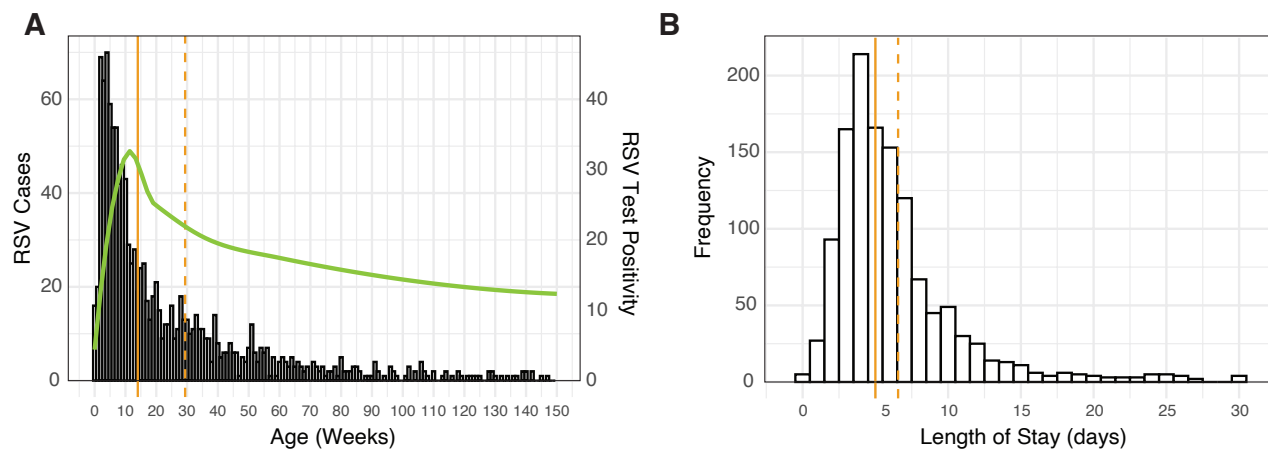 A
B
60
40
20
0
RSV Cases
40
30
20
10
0
RSV Test Positivity
0 10 20 30 40 50 60 70 80 90 100 110 120 130 140 150
Age (Weeks)
200
150
100
50
0
Frequency
0 5 10 15 20 25 30
Length of Stay (days)